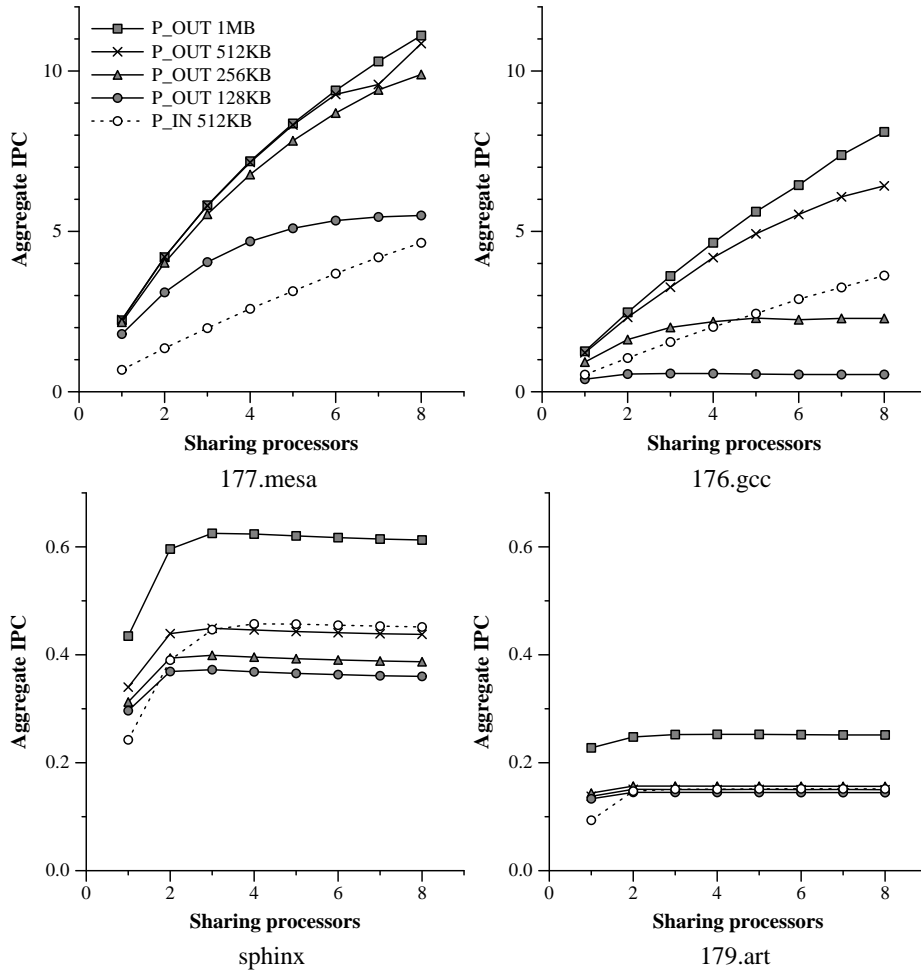 P_OUT 1MB
P_OUT 512KB
P_OUT 256KB
P_OUT 128KB
P_IN 512KB
Aggregate IPC
10
5
0
0 2 4 6 8
Sharing processors
177.mesa
Aggregate IPC
10
5
0
0 2 4 6 8
Sharing processors
176.gcc
Aggregate IPC
0.6
0.4
0.2
0.0
0 2 4 6 8
Sharing processors
sphinx
Aggregate IPC
0.6
0.4
0.2
0.0
0 2 4 6 8
Sharing processors
179.art